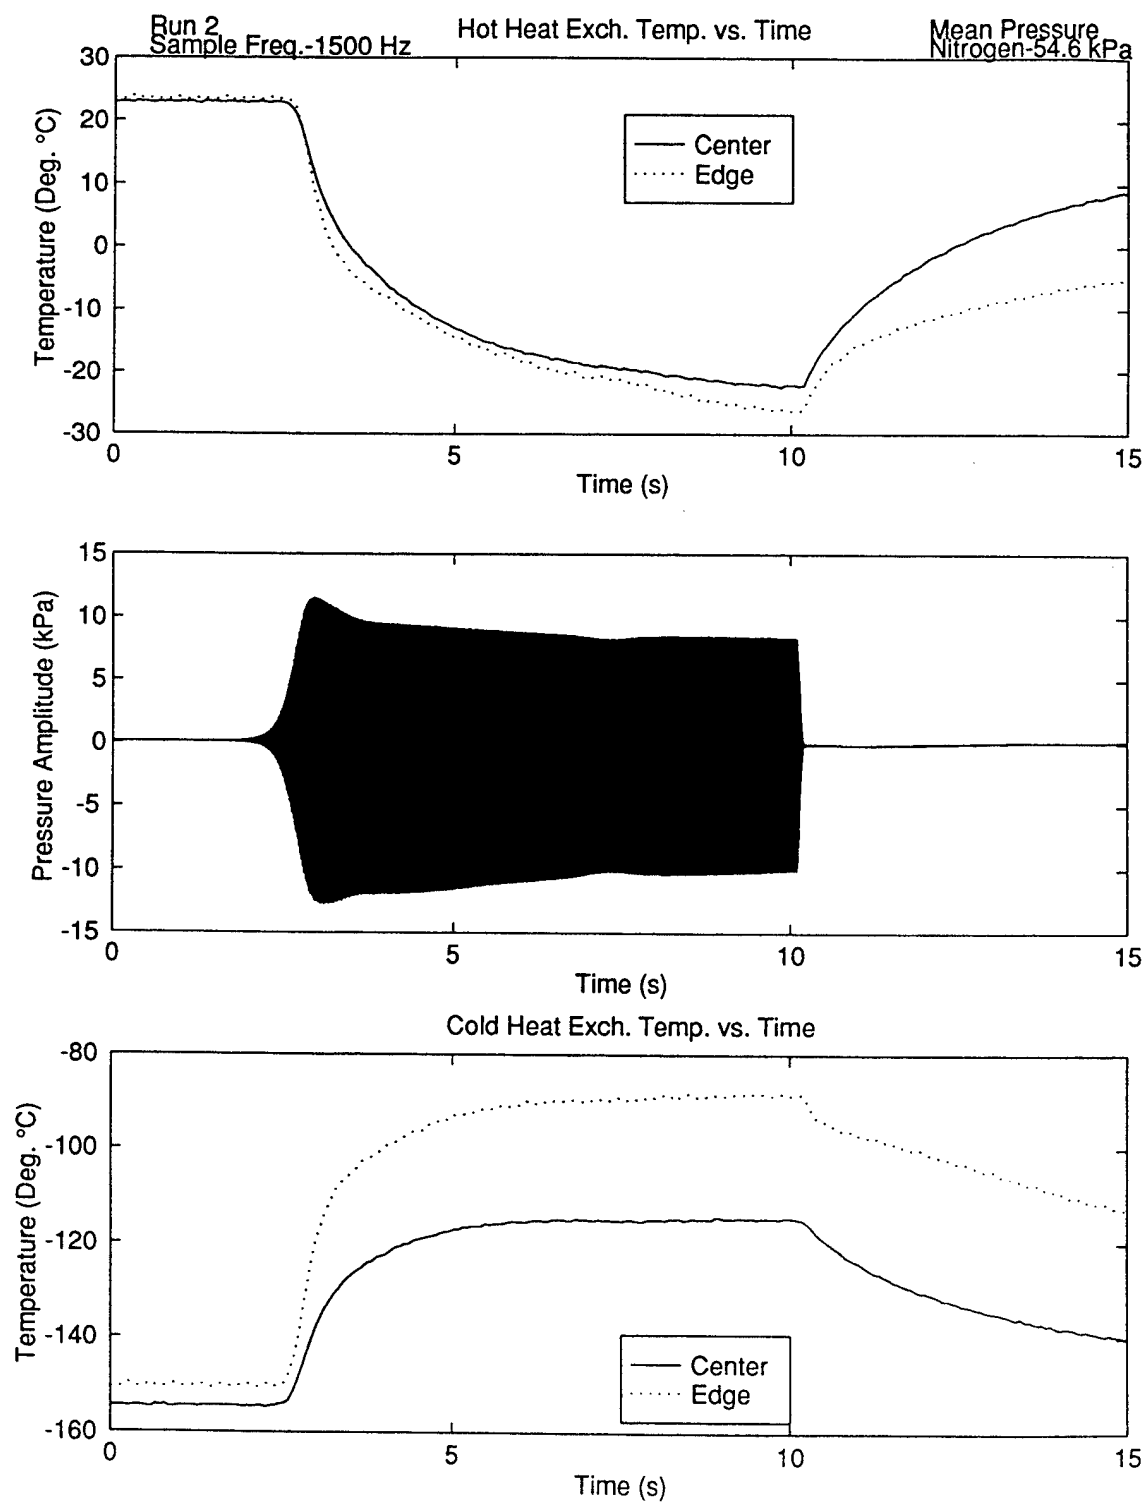 Run 2
Sample Freq.-1500 Hz
Hot Heat Exch. Temp. vs. Time
Mean Pressure
Nitrogen-54.6 kPa
30
20
10
0
-10
-20
-30
Temperature (Deg. °C)
Center
Edge
0 5 10 15
Time (s)
15
10
5
0
-5
-10
-15
Pressure Amplitude (kPa)
0 5 10 15
Time (s)
Cold Heat Exch. Temp. vs. Time
-80
-100
-120
-140
-160
Temperature (Deg. °C)
Center
Edge
0 5 10 15
Time (s)